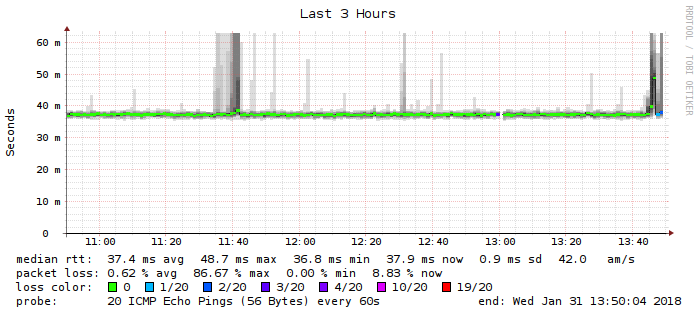 Last 3 Hours
RRDTOOL / TOBI OETIKER
Seconds
60 m
50 m
40 m
30 m
20 m
10 m
0
11:00 11:20 11:40 12:00 12:20 12:40 13:00 13:20 13:40
median rtt: 37.4 ms avg 48.7 ms max 36.8 ms min 37.9 ms now 0.9 ms sd 42.0 am/s
packet loss: 0.62 % avg 86.67 % max 0.00 % min 8.83 % now
loss color: 0 1/20 2/20 3/20 4/20 10/20 19/20
probe: 20 ICMP Echo Pings (56 Bytes) every 60s end: Wed Jan 31 13:50:04 2018